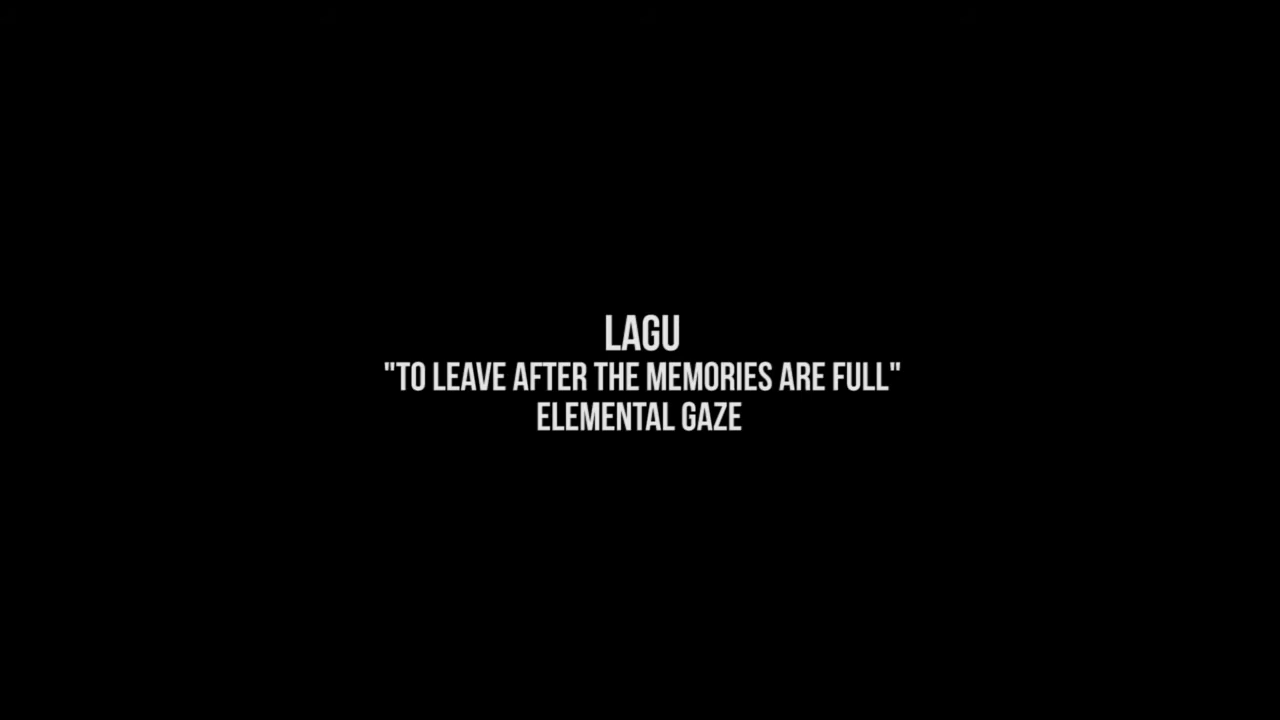 LAGU
"TO LEAVE AFTER THE MEMORIES ARE FULL"
ELEMENTAL GAZE